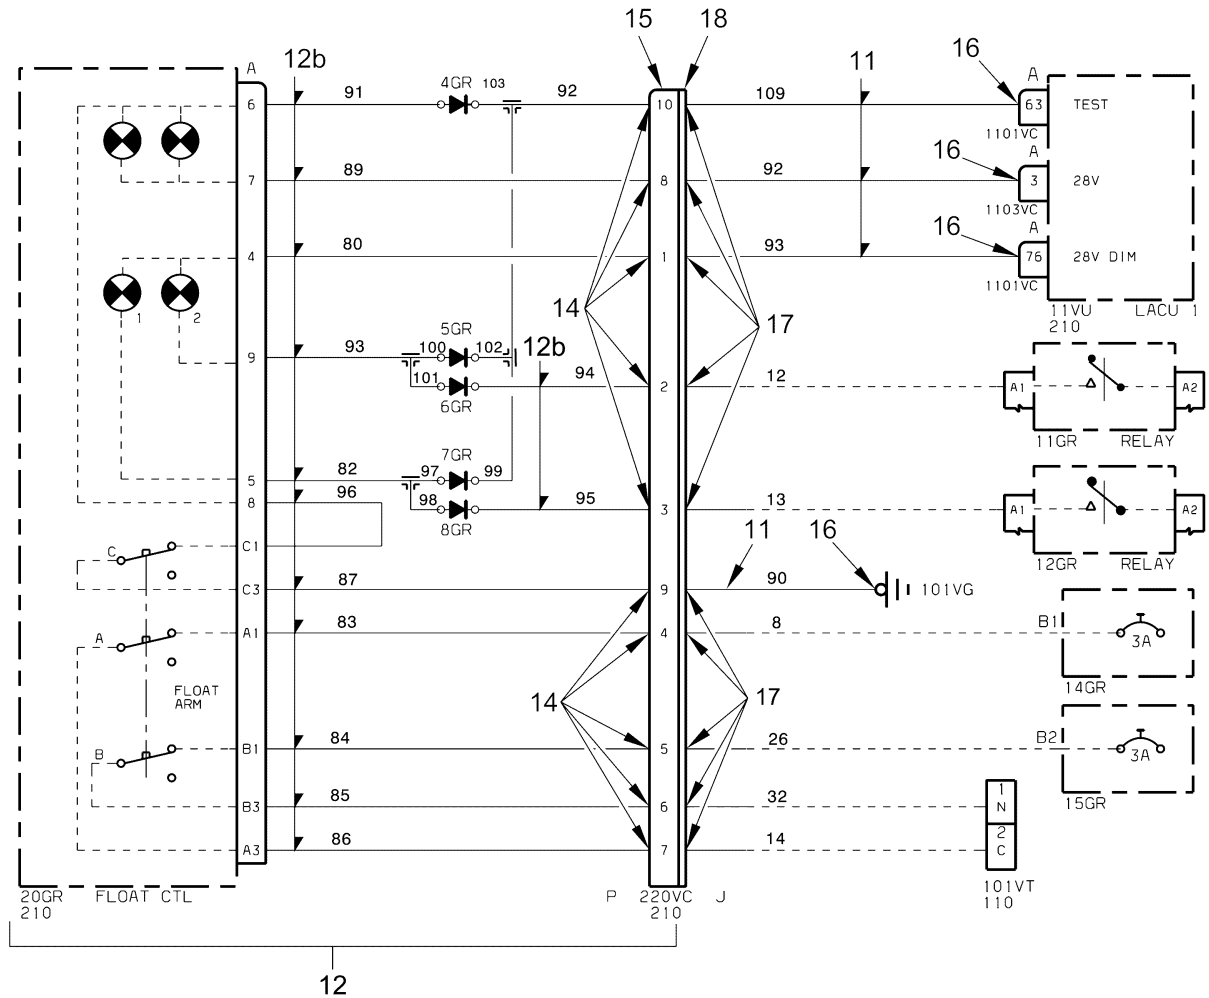 15 18
12b 11 16
A A
4GR 103
91 92 109
6 10 63 TEST
1101VC
16 A
89 92
7 8 3 28V
1103VC
16 A
80 93
4 1 76 28V DIM
1101VC
1 2
14 17
11VU LACU 1
210
5GR
93 100 102 12b
9
101 94 12
2 A1 A2
6GR
11GR RELAY
7GR
82 97 99
5
96 98 95 13
8 3 A1 A2
8GR
C C1 11 16
12GR RELAY
87 90
C3 9 101VG
A A1 83 4 8 B1
3A
FLOAT
ARM
14 17
14GR
84 26 B2
B B1 5 3A
85 32 1
B3 6 N
15GR
86 14 2
A3 7 C
20GR FLOAT CTL P 220VC J 101VT
210 210 110
12